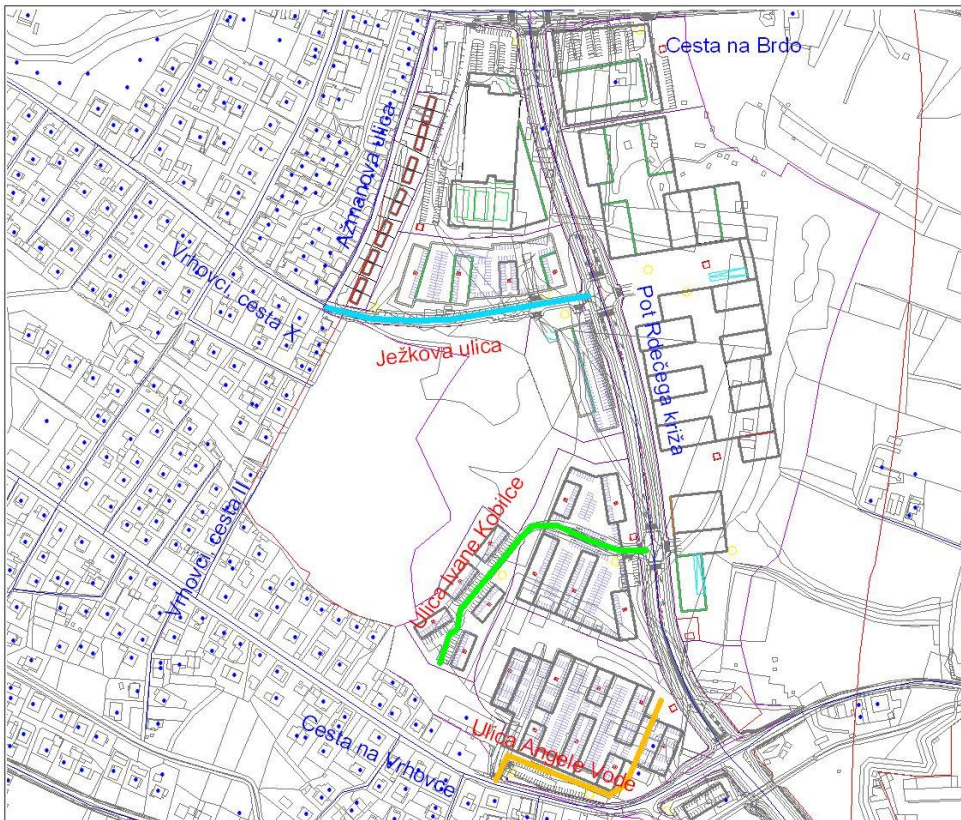 Cesta na Brdo
Ažmanova ulica
Vrhovci, cesta X
Pot Rdečega križa
Ježkova ulica
Ulica Ivane Kobilce
Vrhovci, cesta II
Ulica Angele Vode
Cesta na Vrhovce